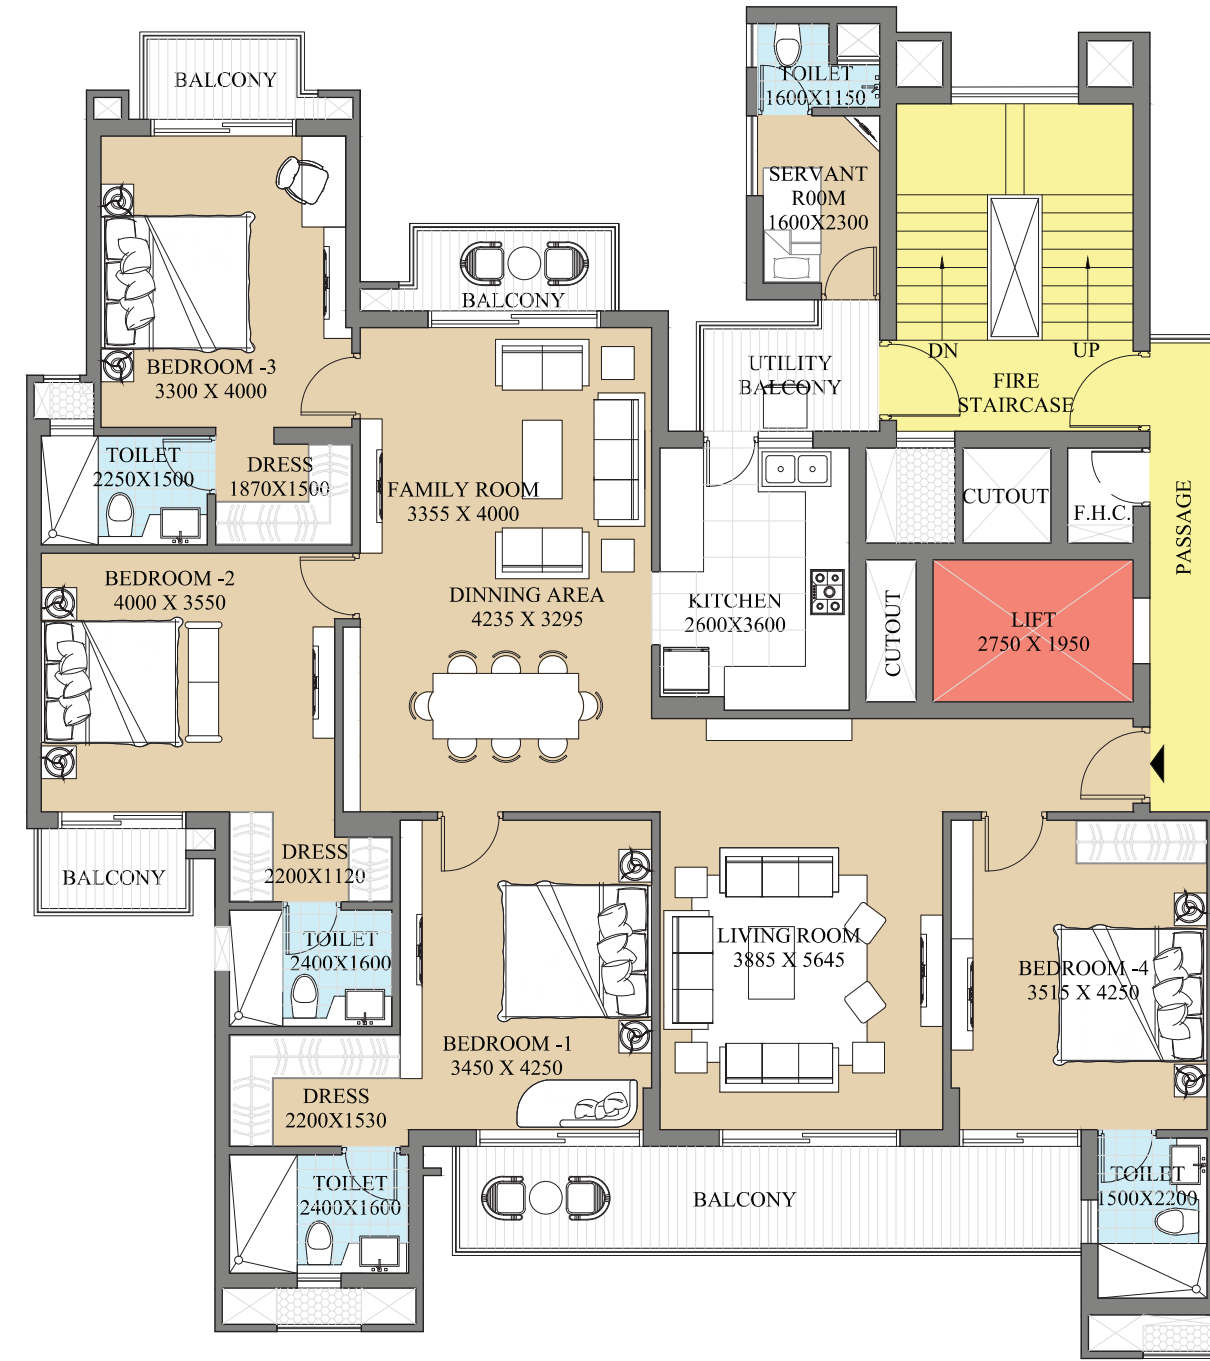 BALCONY
TOILET
1600X1150
SERVANT
R00M
1600X2300
BALCONY
BEDROOM -3
3300 X 4000
UTILITY
BALCONY
DN
UP
FIRE
STAIRCASE
TOILET
2250X1500
DRESS
1870X1500
FAMILY ROOM
3355 X 4000
CUTOUT
F.H.C.
PASSAGE
BEDROOM -2
4000 X 3550
DINNING AREA
4235 X 3295
KITCHEN
2600X3600
CUTOUT
LIFT
2750 X 1950
BALCONY
DRESS
2200X1120
TOILET
2400X1600
LIVING ROOM
3885 X 5645
BEDROOM -4
3515 X 4250
BEDROOM -1
3450 X 4250
DRESS
2200X1530
TOILET
2400X1600
BALCONY
TOILET
1500X2200